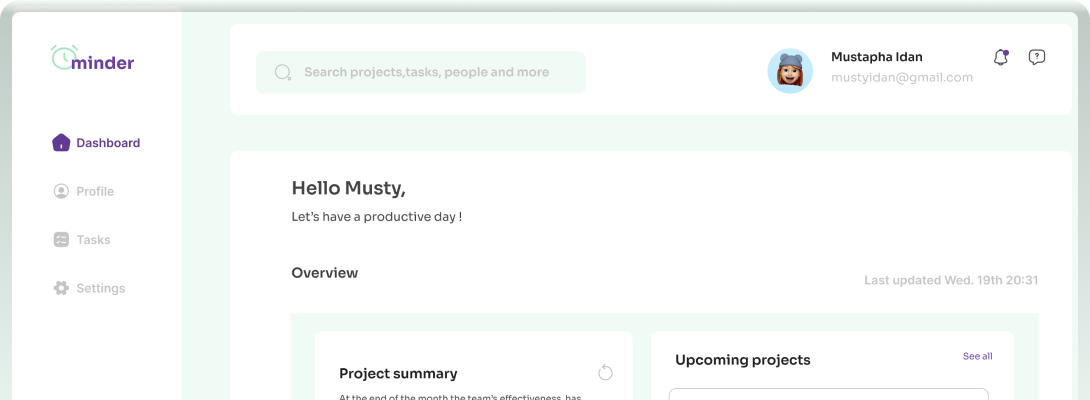 minder
Search projects,tasks, people and more
Mustapha Idan
mustyidan@gmail.com
Dashboard
Profile
Tasks
Settings
Hello Musty,
Let's have a productive day !
Overview
Last updated Wed. 19th 20:31
Project summary
At the end of the month the team's effectiveness has
Upcoming projects
See all